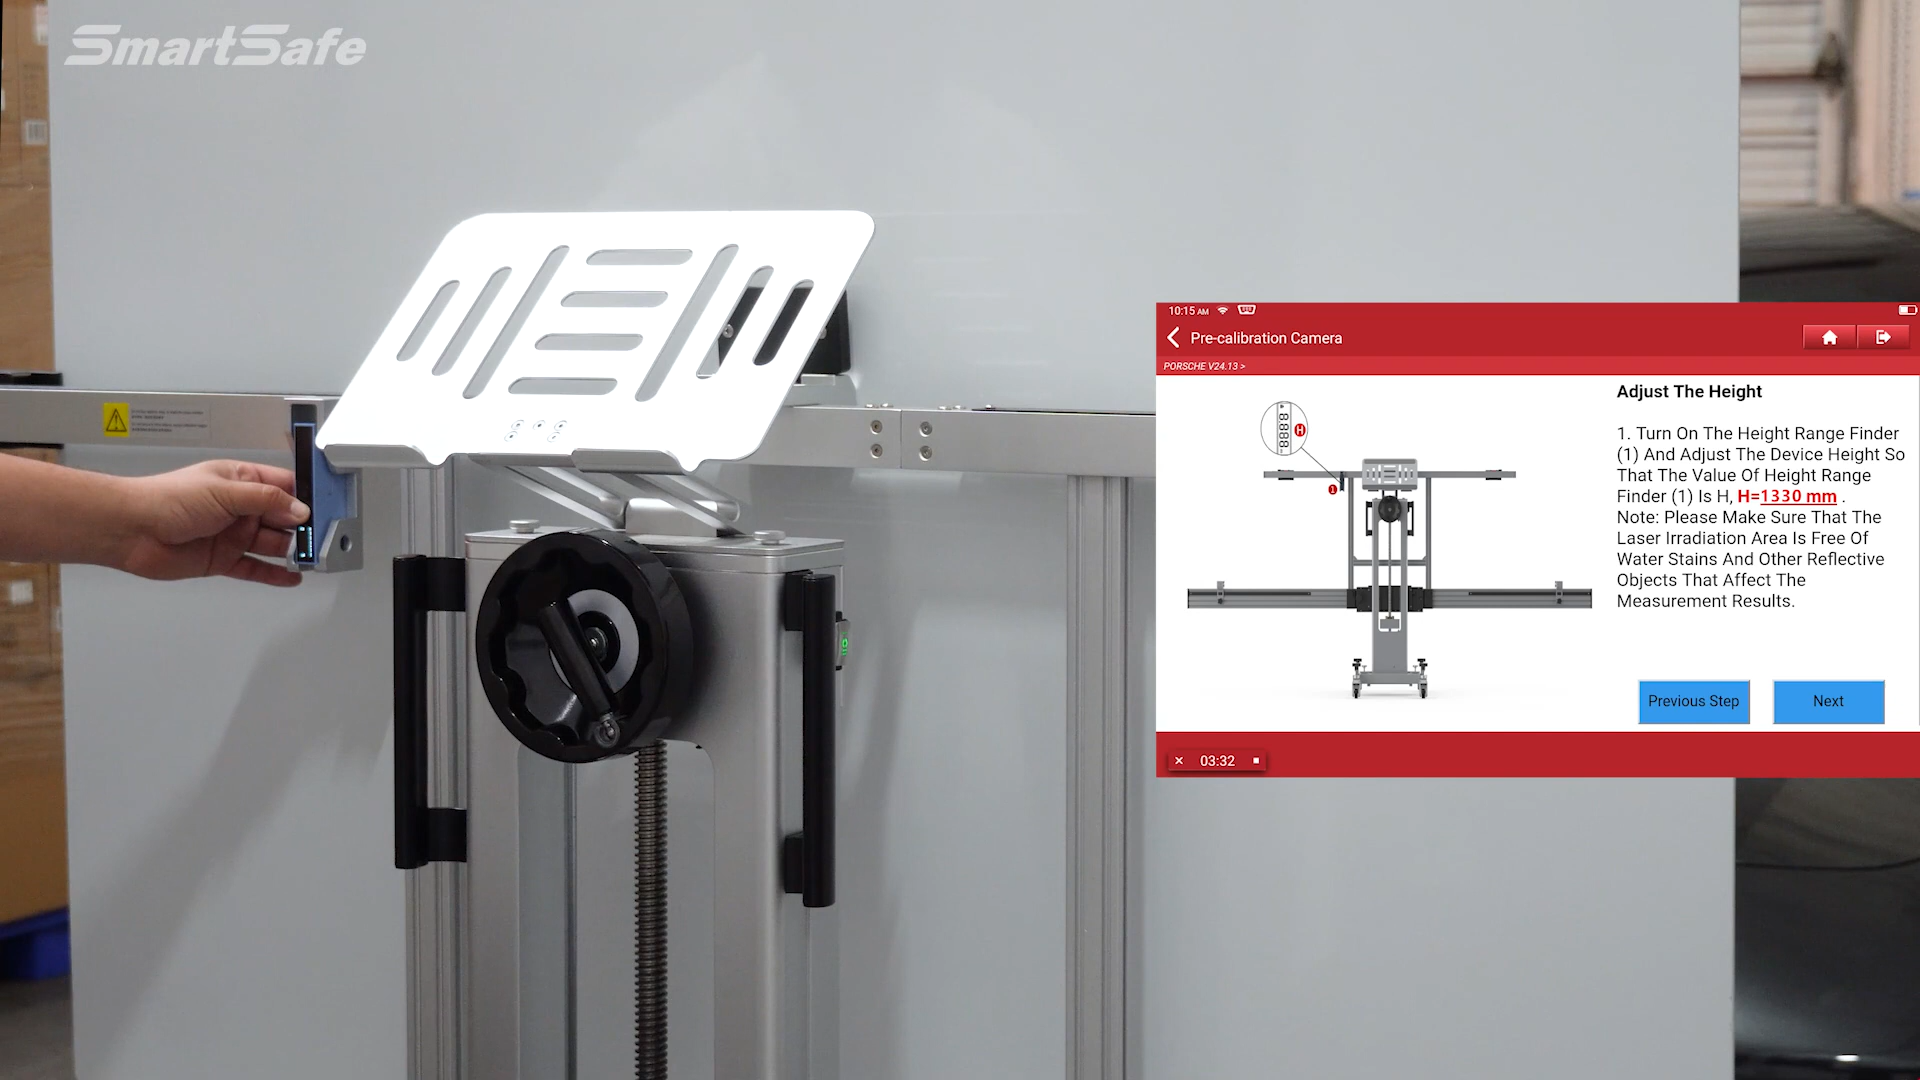 SmartSafe
10:15 AM
Pre-calibration Camera
PORSCHE V24.13 >
Adjust The Height
1. Turn On The Height Range Finder
(1) And Adjust The Device Height So
That The Value Of Height Range
Finder (1) Is H, H=1330 mm .
Note: Please Make Sure That The
Laser Irradiation Area Is Free Of
Water Stains And Other Reflective
Objects That Affect The
Measurement Results.
8888
H
1
Previous Step
Next
03:32